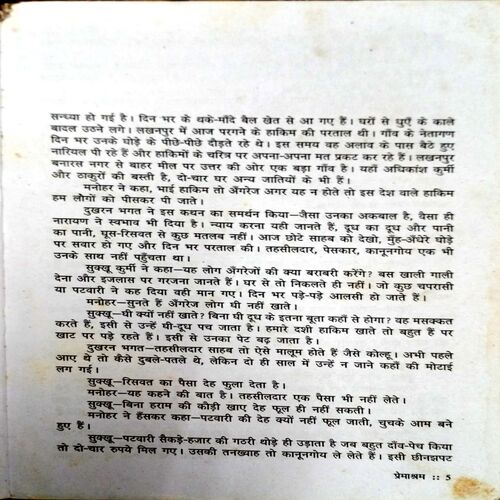 सन्ध्या हो गई है। दिन भर के थके-माँदे बैल खेत से आ गए हैं। घरों से धुएँ के काले
बादल उठने लगे। लखनपुर में आज परगने के हाकिम की परताल थी। गाँव के नेतागण
दिन भर उनके घोड़े के पीछे-पीछे दौड़ते रहे थे। इस समय वह अलाव के पास बैठे हुए
नारियल पी रहे हैं और हाकिमों के चरित्र पर अपना-अपना मत प्रकट कर रहे हैं। लखनपुर
बनारस नगर से बाहर मील पर उत्तर की ओर एक बड़ा गाँव है। यहाँ अधिकांश कुर्मी
और ठाकुरों की बस्ती है, दो-चार घर अन्य जातियों के भी हैं।
मनोहर ने कहा, भाई हाकिम तो अँगरेज अगर यह न होते तो इस देश वाले हाकिम
हम लोगों को पीसकर पी जाते।
दुखरन भगत ने इस कथन का समर्थन किया—जैसा उनका अकबाल है, वैसा ही
नारायण ने स्वभाव भी दिया है। न्याय करना यही जानते हैं, दूध का दूध और पानी
का पानी, घूस-रिसवत से कुछ मतलब नहीं। आज छोटे साहब को देखो, मुँह-अँधेरे घोड़े
पर सवार हो गए और दिन भर परताल की। तहसीलदार, पेसकार, कानूनगोय एक भी
उनके साथ नहीं पहुँचता था।
सुक्खू कुर्मी ने कहा—यह लोग अँगरेजों की क्या बराबरी करेंगे? बस खाली गाली
देना और इजलास पर गरजना जानते हैं। घर से तो निकलते ही नहीं। जो कुछ चपरासी
या पटवारी ने कह दिया वही मान गए। दिन भर पड़े-पड़े आलसी हो जाते हैं।
मनोहर—सुनते हैं अँगरेज लोग घी नहीं खाते।
सुक्खू—घी क्यों नहीं खाते? बिना घी दूध के इतना बूता कहाँ से होगा? वह मसक्कत
करते हैं, इसी से उन्हें घी-दूध पच जाता है। हमारे दशी हाकिम खाते तो बहुत हैं पर
खाट पर पड़े रहते हैं। इसी से उनका पेट बढ़ जाता है।
दुखरन भगत—तहसीलदार साहब तो ऐसे मालूम होते हैं जैसे कोल्हू। अभी पहले
आए थे तो कैसे दुबले-पतले थे, लेकिन दो ही साल में उन्हें न जाने कहाँ की मोटाई
लग गई।
सुक्खू—रिसवत का पैसा देह फुला देता है।
मनोहर—यह कहने की बात है। तहसीलदार एक पैसा भी नहीं लेते।
सुक्खू—बिना हराम की कौड़ी खाए देह फूल ही नहीं सकती।
मनोहर ने हँसकर कहा—पटवारी की देह क्यों नहीं फूल जाती, चुचके आम बने
हुए हैं।
सुक्खू—पटवारी सैकड़े-हजार की गठरी थोड़े ही उड़ाता है जब बहुत दाँव-पेच किया
तो दो-चार रुपये मिल गए। उसकी तनख्वाह तो कानूनगोय ले लेते हैं। इसी छीनझपट
प्रेमाश्रम :: 5